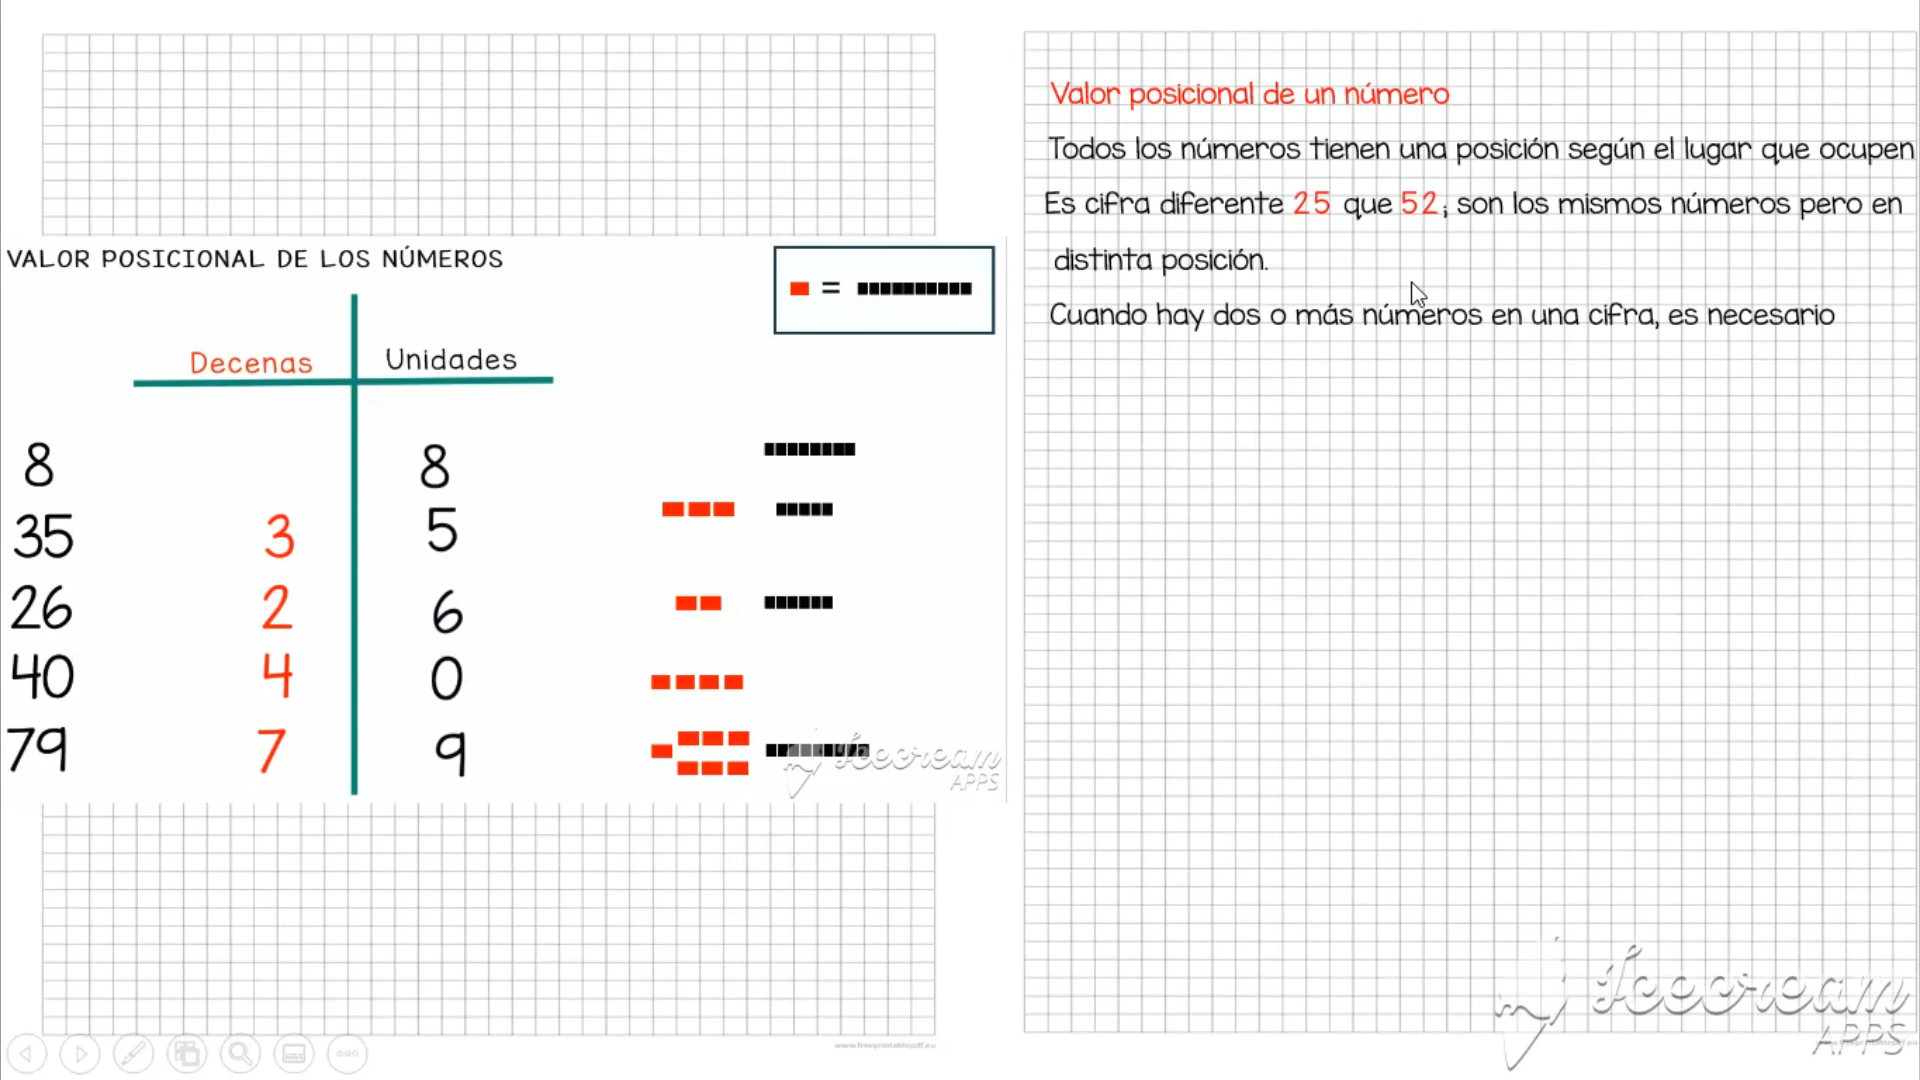 VALOR POSICIONAL DE LOS NÚMEROS
=
Decenas Unidades
8 8
35 3 5
26 2 6
40 4 0
79 7 9
Icecream
APPS
www.freeprintablepdf.eu
Valor posicional de un número
Todos los números tienen una posición según el lugar que ocupen
Es cifra diferente 25 que 52; son los mismos números pero en
distinta posición.
Cuando hay dos o más números en una cifra, es necesario
Icecream
APPS